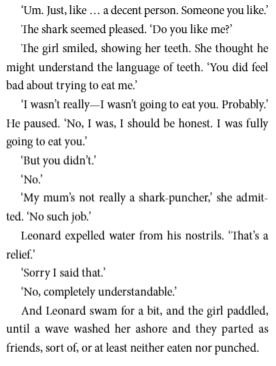 ‘Um. Just, like … a decent person. Someone you like.’
The shark seemed pleased. ‘Do you like me?’
The girl smiled, showing her teeth. She thought he
might understand the language of teeth. ‘You did feel
bad about trying to eat me.’
‘I wasn’t really—I wasn’t going to eat you. Probably.’
He paused. ‘No, I was, I should be honest. I was fully
going to eat you.’
‘But you didn’t.’
‘No.’
‘My mum’s not really a shark-puncher,’ she admit-
ted. ‘No such job.’
Leonard expelled water from his nostrils. ‘That’s a
relief.’
‘Sorry I said that.’
‘No, completely understandable.’
And Leonard swam for a bit, and the girl paddled,
until a wave washed her ashore and they parted as
friends, sort of, or at least neither eaten nor punched.